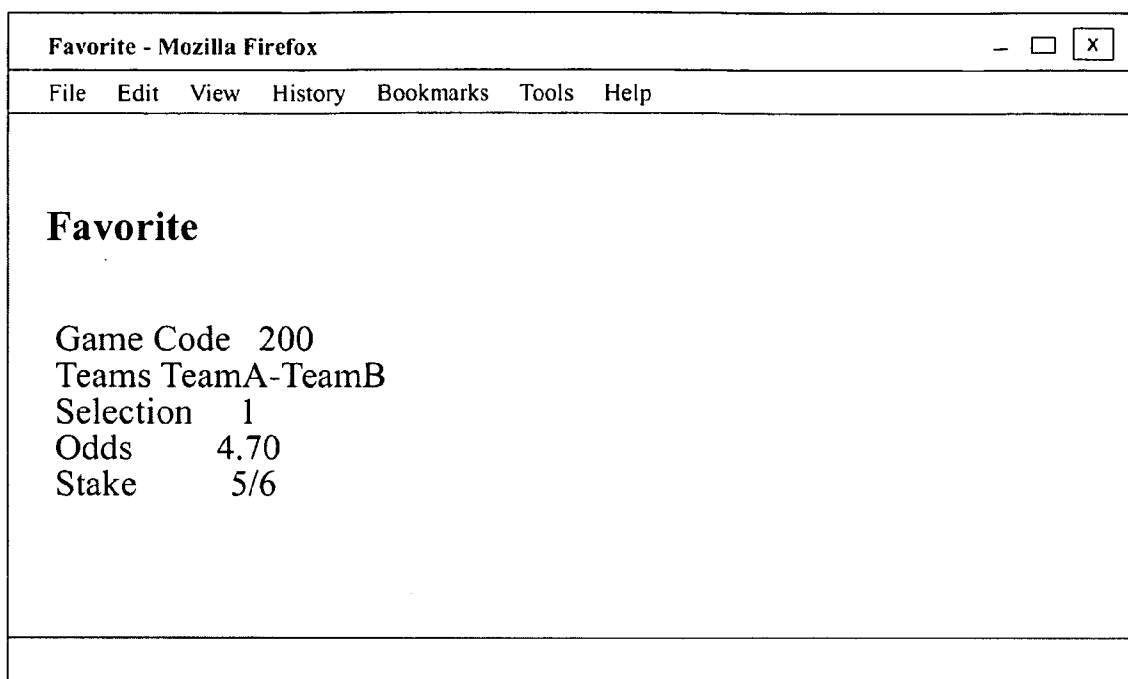 Favorite - Mozilla Firefox – X
File Edit View History Bookmarks Tools Help
Favorite
Game Code 200
Teams TeamA-TeamB
Selection 1
Odds 4.70
Stake 5/6